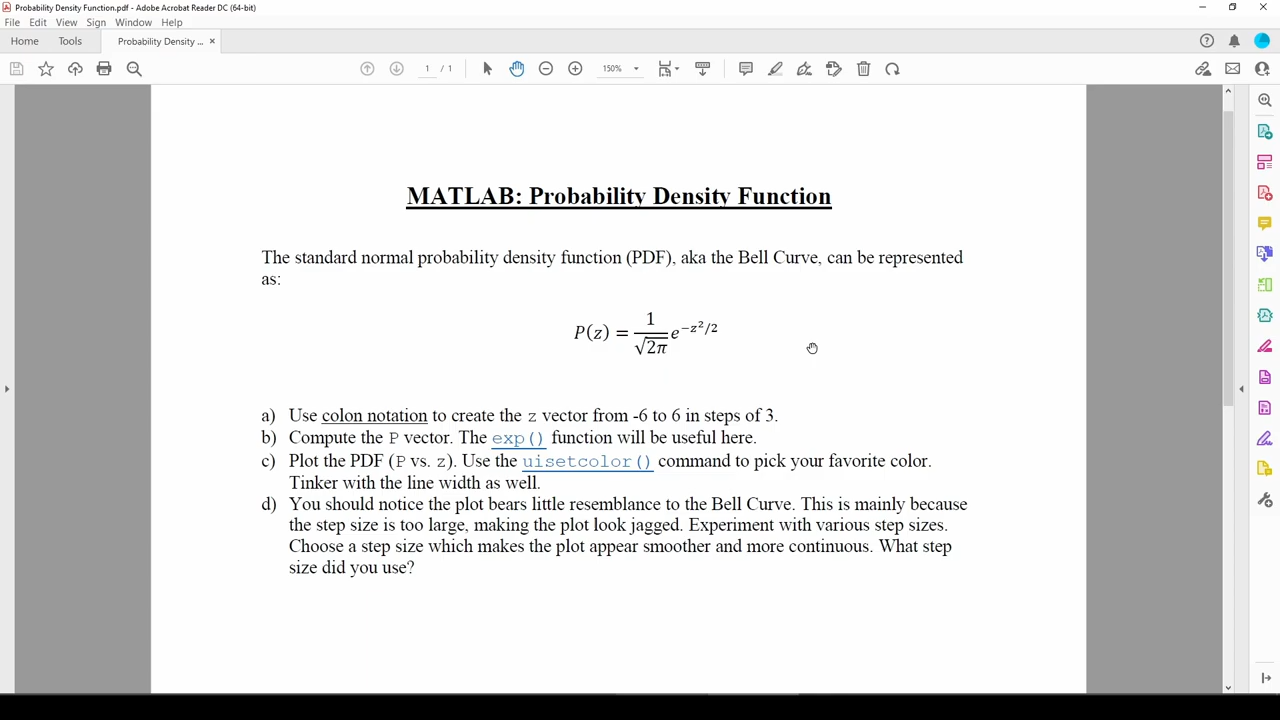 Probability Density Function.pdf - Adobe Acrobat Reader DC (64-bit)
File Edit View Sign Window Help
Home Tools Probability Density ... ×
1 / 1 150%
MATLAB: Probability Density Function
The standard normal probability density function (PDF), aka the Bell Curve, can be represented
as:
P(z) = 1/√2π e^(−z²/2)
a) Use colon notation to create the z vector from -6 to 6 in steps of 3.
b) Compute the P vector. The exp() function will be useful here.
c) Plot the PDF (P vs. z). Use the uisetcolor() command to pick your favorite color.
Tinker with the line width as well.
d) You should notice the plot bears little resemblance to the Bell Curve. This is mainly because
the step size is too large, making the plot look jagged. Experiment with various step sizes.
Choose a step size which makes the plot appear smoother and more continuous. What step
size did you use?